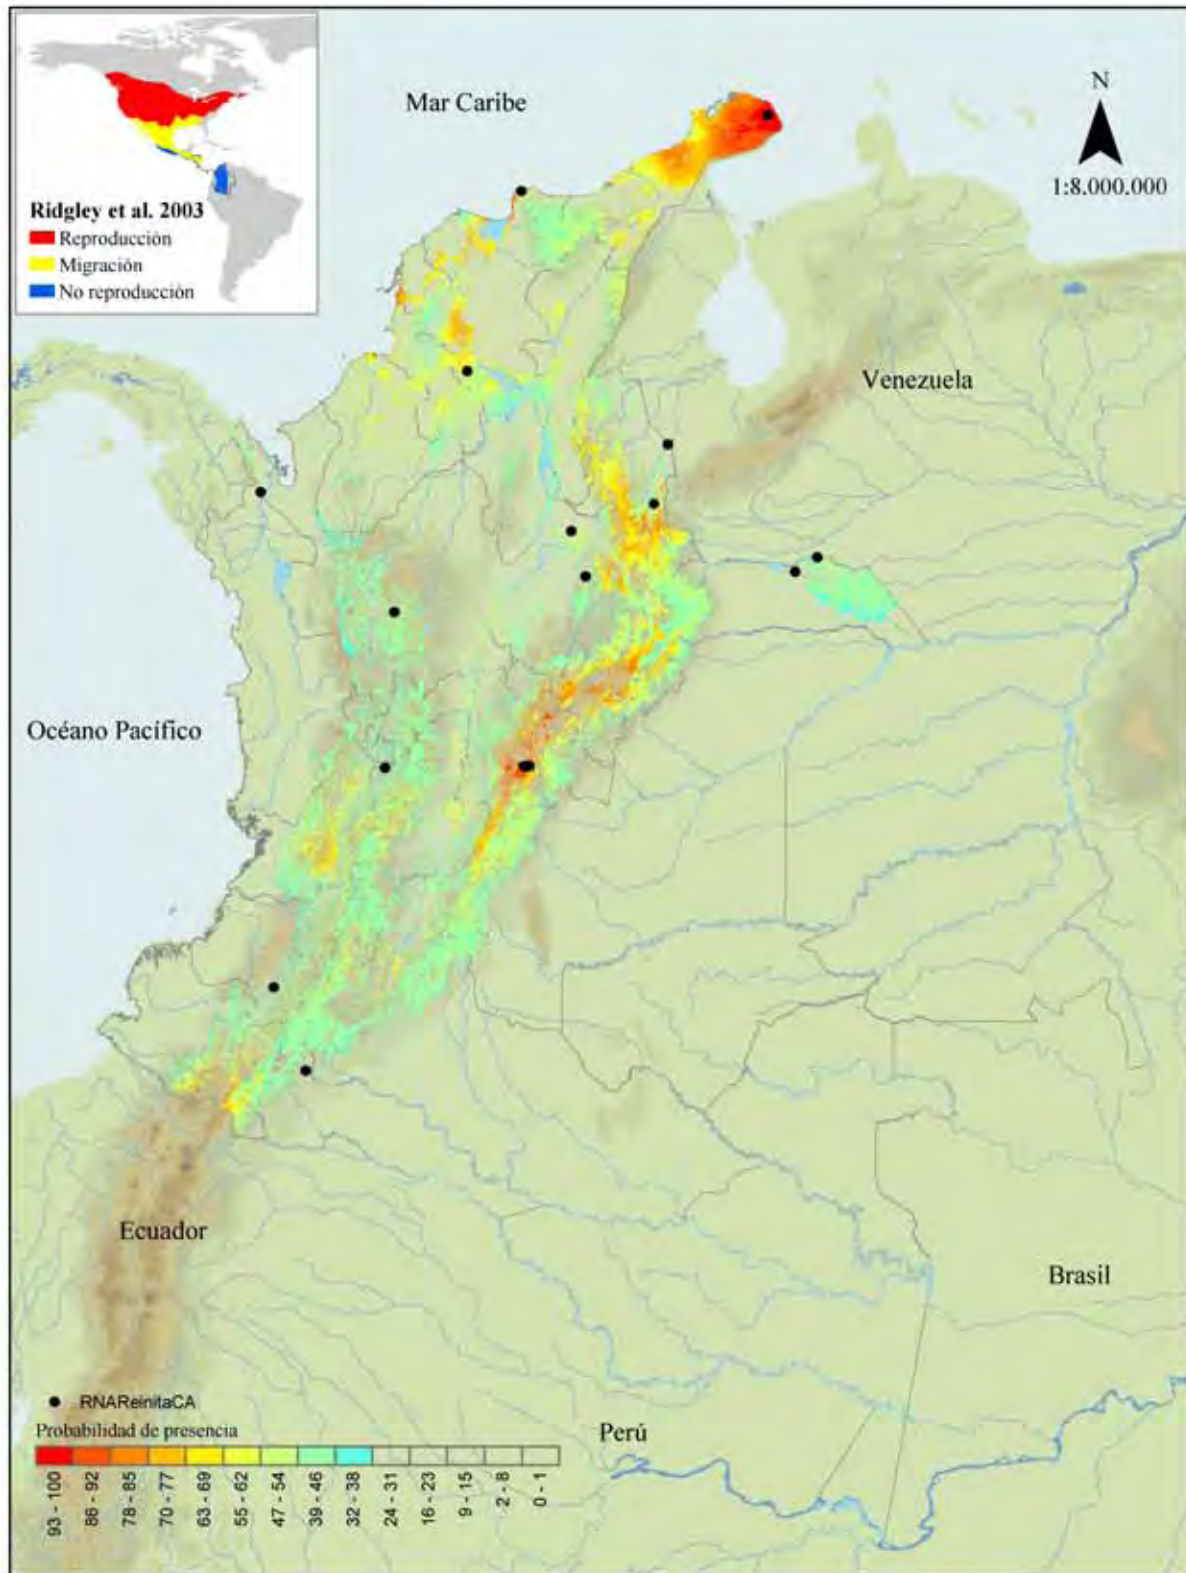 Mar Caribe
N
1:8.000.000
Ridgley et al. 2003
Reproducción
Migración
No reproducción
Venezuela
Océano Pacífico
Ecuador
Brasil
Perú
RNAReinitaCA
Probabilidad de presencia
93 - 100
86 - 92
78 - 85
70 - 77
63 - 69
55 - 62
47 - 54
39 - 46
32 - 38
24 - 31
16 - 23
9 - 15
2 - 8
0 - 1